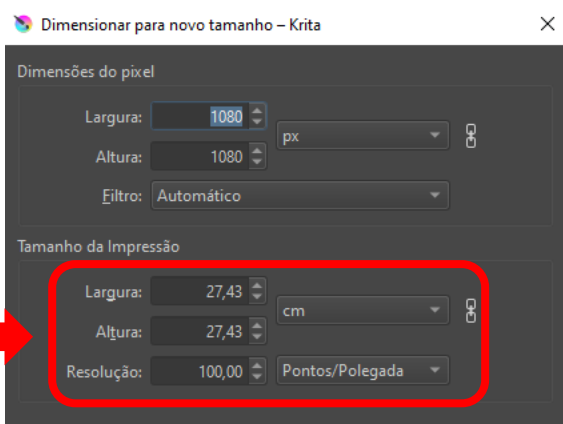 Dimensionar para novo tamanho – Krita
Dimensões do pixel
Largura: 1080
px
Altura: 1080
Filtro: Automático
Tamanho da Impressão
Largura: 27,43
cm
Altura: 27,43
Resolução: 100,00 Pontos/Polegada